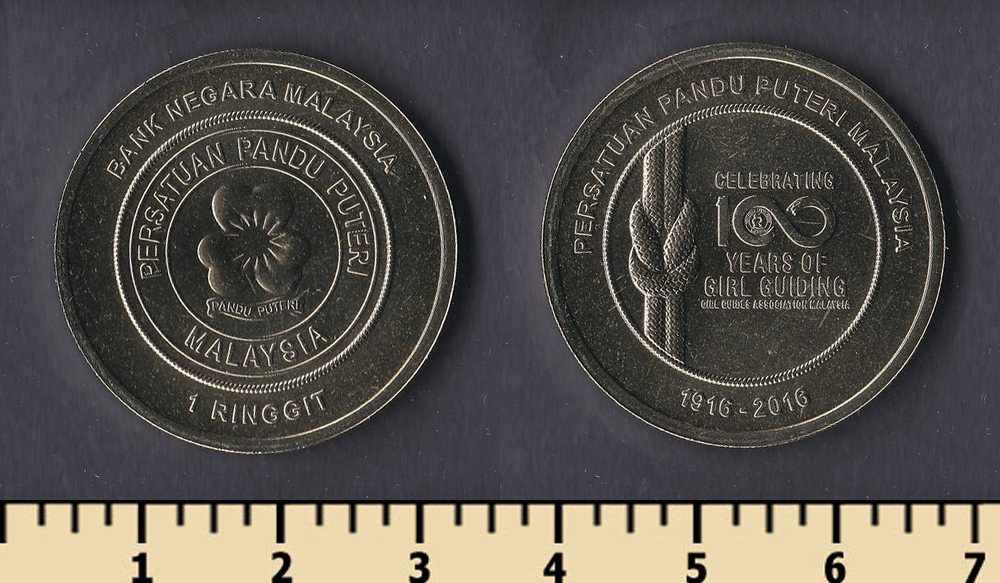 BANK NEGARA MALAYSIA
PERSATUAN PANDU PUTERI
PANDU PUTERI
MALAYSIA
1 RINGGIT
PERSATUAN PANDU PUTERI MALAYSIA
CELEBRATING
100
YEARS OF
GIRL GUIDING
GIRL GUIDES ASSOCIATION MALAYSIA
1916 - 2016
1 2 3 4 5 6 7